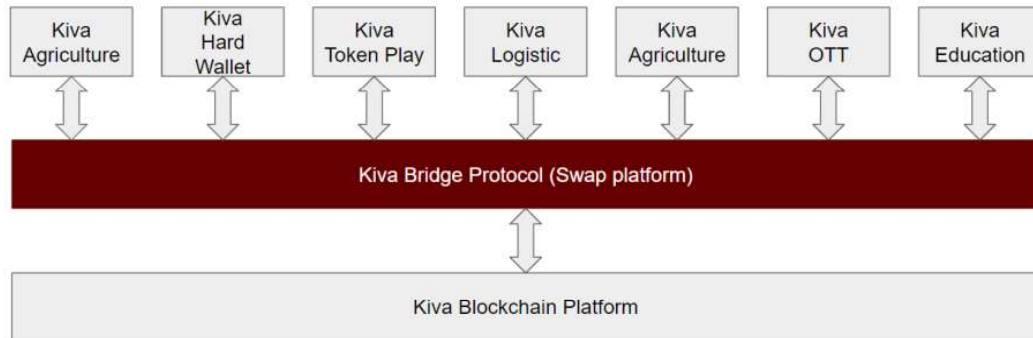 Kiva
Agriculture
Kiva
Hard
Wallet
Kiva
Token Play
Kiva
Logistic
Kiva
Agriculture
Kiva
OTT
Kiva
Education
Kiva Bridge Protocol (Swap platform)
Kiva Blockchain Platform